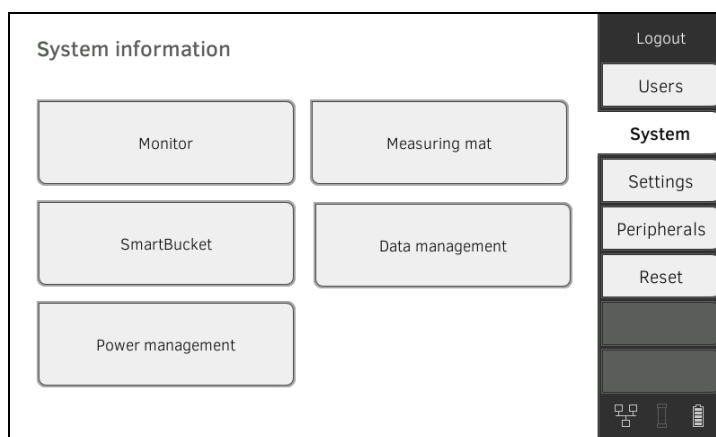 System information
Monitor
Measuring mat
SmartBucket
Data management
Power management
Logout
Users
System
Settings
Peripherals
Reset